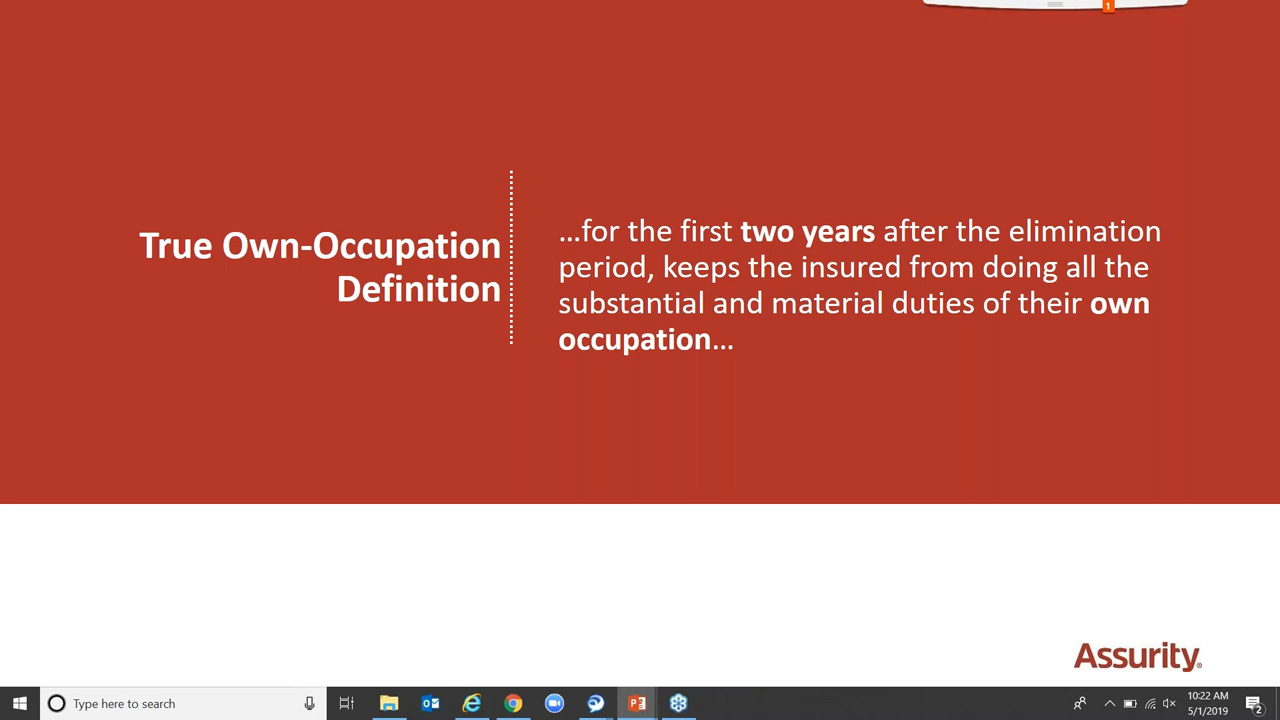 1
True Own-Occupation
Definition
…for the first two years after the elimination
period, keeps the insured from doing all the
substantial and material duties of their own
occupation…
Assurity®
Type here to search
10:22 AM
5/1/2019
2